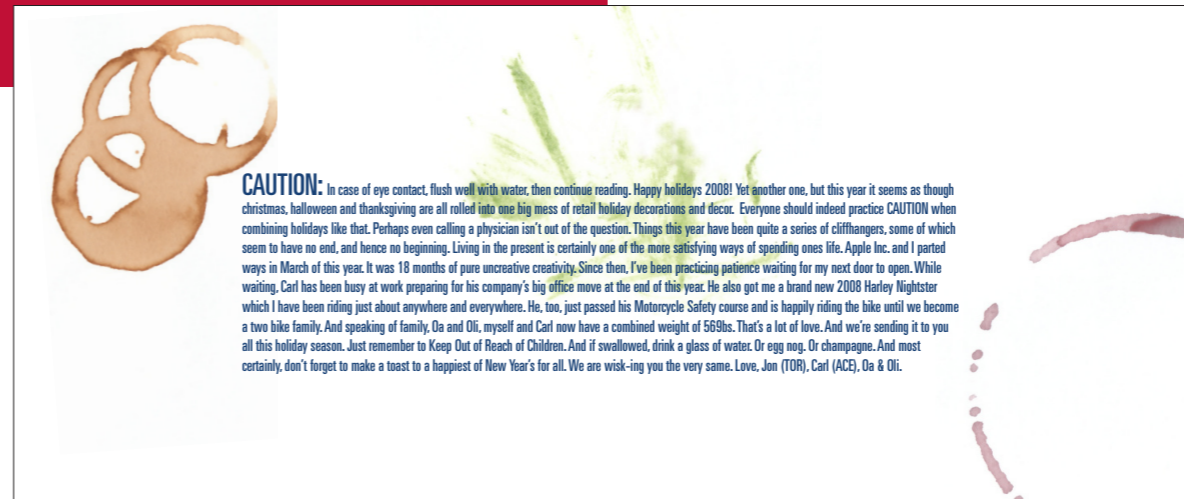 CAUTION: In case of eye contact, flush well with water, then continue reading. Happy holidays 2008! Yet another one, but this year it seems as though
christmas, halloween and thanksgiving are all rolled into one big mess of retail holiday decorations and decor. Everyone should indeed practice CAUTION when
combining holidays like that. Perhaps even calling a physician isn't out of the question. Things this year have been quite a series of cliffhangers, some of which
seem to have no end, and hence no beginning. Living in the present is certainly one of the more satisfying ways of spending ones life. Apple Inc. and I parted
ways in March of this year. It was 18 months of pure uncreative creativity. Since then, I've been practicing patience waiting for my next door to open. While
waiting, Carl has been busy at work preparing for his company's big office move at the end of this year. He also got me a brand new 2008 Harley Nightster
which I have been riding just about anywhere and everywhere. He, too, just passed his Motorcycle Safety course and is happily riding the bike until we become
a two bike family. And speaking of family, Oa and Oli, myself and Carl now have a combined weight of 569lbs. That's a lot of love. And we're sending it to you
all this holiday season. Just remember to Keep Out of Reach of Children. And if swallowed, drink a glass of water. Or egg nog. Or champagne. And most
certainly, don't forget to make a toast to a happiest of New Year's for all. We are wisk-ing you the very same. Love, Jon (TOR), Carl (ACE), Oa & Oli.